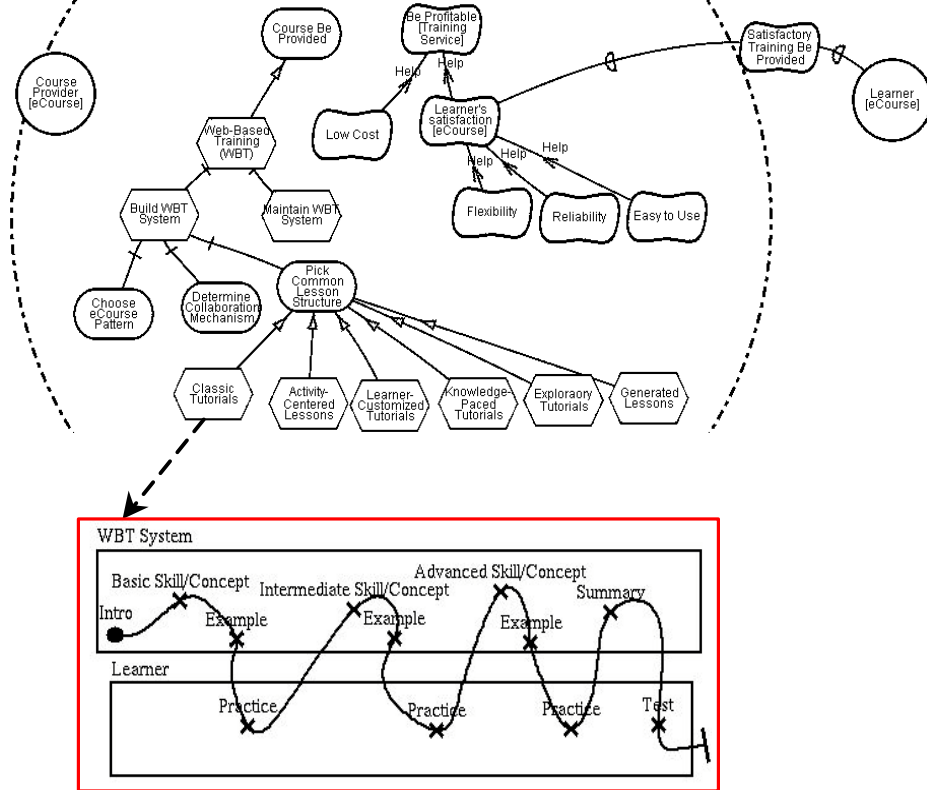 Course Be
Provided
Be Profitable
[Training
Service]
Satisfactory
Training Be
Provided
Course
Provider
[eCourse]
Learner
[eCourse]
Help
Help
Low Cost
Learner's
satisfaction
[eCourse]
Web-Based
Training
(WBT)
Help
Help
Help
Build WBT
System
Maintain WBT
System
Flexibility
Reliability
Easy to Use
Pick
Common
Lesson
Structure
Choose
eCourse
Pattern
Determine
Collaboration
Mechanism
Classic
Tutorials
Activity-
Centered
Lessons
Learner-
Customized
Tutorials
Knowledge-
Paced
Tutorials
Exploraory
Tutorials
Generated
Lessons
WBT System
Intro
Basic Skill/Concept
Example
Intermediate Skill/Concept
Example
Advanced Skill/Concept
Example
Summary
Learner
Practice
Practice
Practice
Test